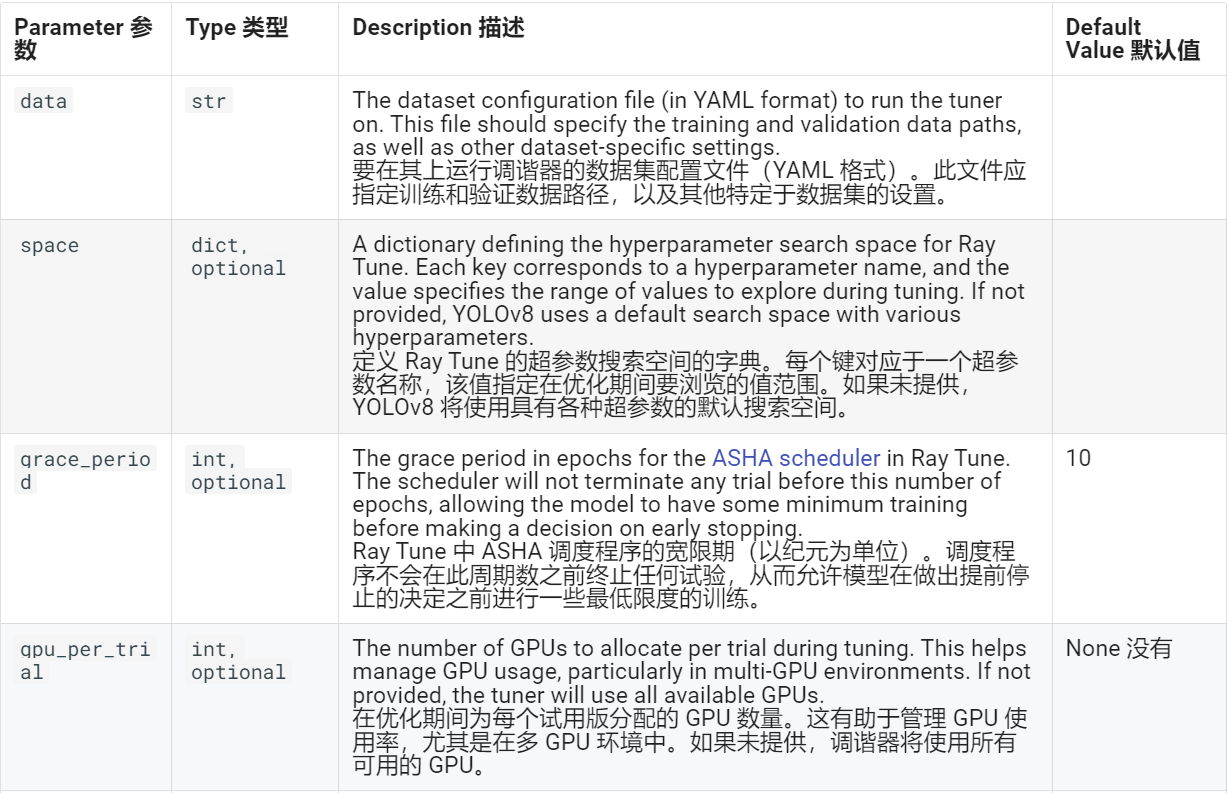 Parameter 参
数
Type 类型
Description 描述
Default
Value 默认值
data
str
The dataset configuration file (in YAML format) to run the tuner
on. This file should specify the training and validation data paths,
as well as other dataset-specific settings.
要在其上运行调谐器的数据集配置文件（YAML 格式）。此文件应
指定训练和验证数据路径，以及其他特定于数据集的设置。
space
dict,
optional
A dictionary defining the hyperparameter search space for Ray
Tune. Each key corresponds to a hyperparameter name, and the
value specifies the range of values to explore during tuning. If not
provided, YOLOv8 uses a default search space with various
hyperparameters.
定义 Ray Tune 的超参数搜索空间的字典。每个键对应于一个超参
数名称，该值指定在优化期间要浏览的值范围。如果未提供，
YOLOv8 将使用具有各种超参数的默认搜索空间。
grace_perio
d
int,
optional
The grace period in epochs for the ASHA scheduler in Ray Tune.
The scheduler will not terminate any trial before this number of
epochs, allowing the model to have some minimum training
before making a decision on early stopping.
Ray Tune 中 ASHA 调度程序的宽限期（以纪元为单位）。调度程
序不会在此周期数之前终止任何试验，从而允许模型在做出提前停
止的决定之前进行一些最低限度的训练。
10
gpu_per_tri
al
int,
optional
The number of GPUs to allocate per trial during tuning. This helps
manage GPU usage, particularly in multi-GPU environments. If not
provided, the tuner will use all available GPUs.
在优化期间为每个试用版分配的 GPU 数量。这有助于管理 GPU 使
用率，尤其是在多 GPU 环境中。如果未提供，调谐器将使用所有
可用的 GPU。
None 没有